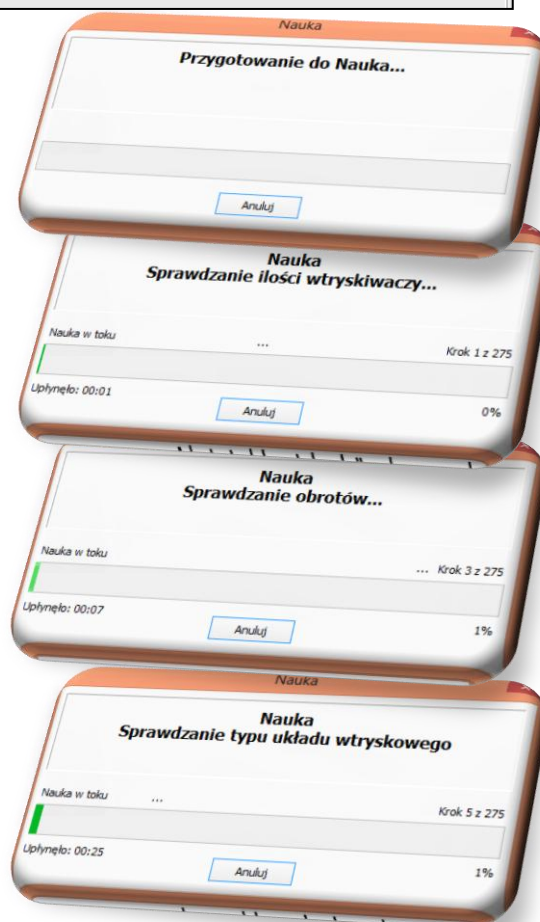 Nauka
Przygotowanie do Nauka...
Anuluj
Nauka
Sprawdzanie ilości wtryskiwaczy...
Nauka w toku
...
Krok 1 z 275
Upłynęło: 00:01
0%
Anuluj
Nauka
Sprawdzanie obrotów...
Nauka w toku
... Krok 3 z 275
Upłynęło: 00:07
1%
Anuluj
Nauka
Nauka
Sprawdzanie typu układu wtryskowego
Nauka w toku
...
Krok 5 z 275
Upłynęło: 00:25
1%
Anuluj